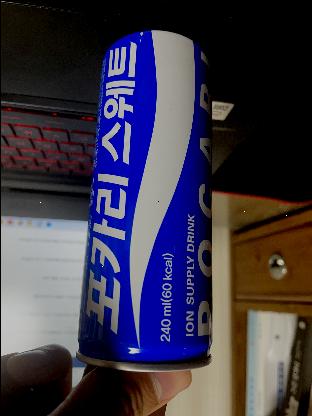 포카리 스웨트
240 ml(60 kcal)
ION SUPPLY DRINK
POCARI